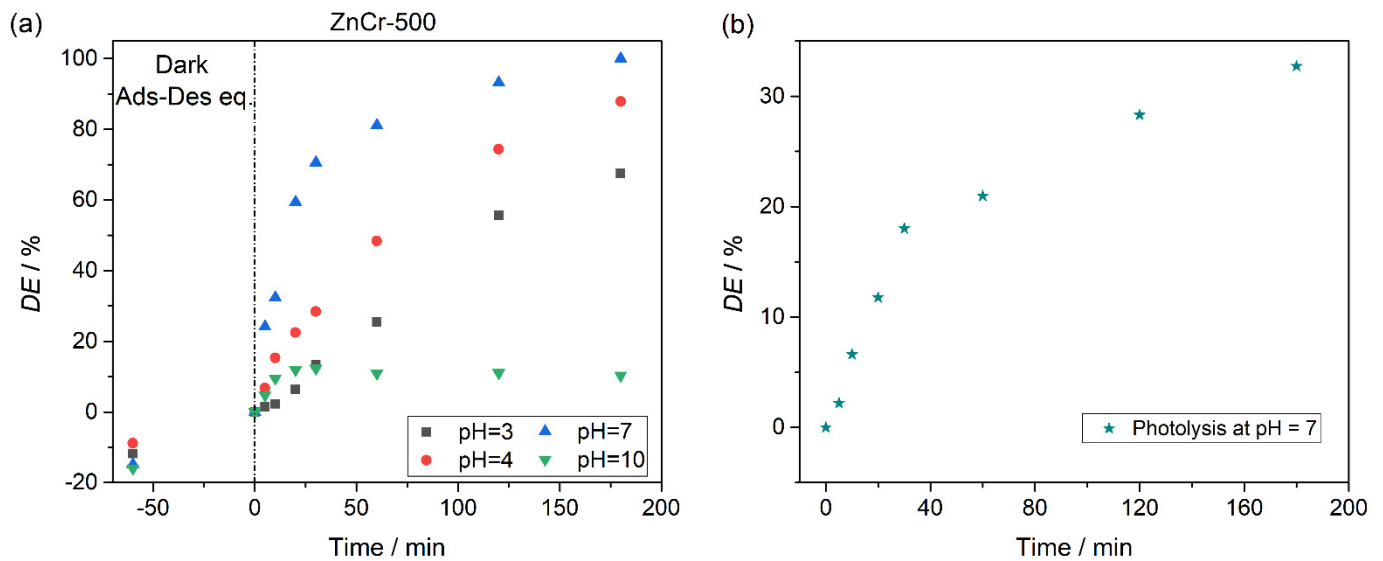 (a)
ZnCr-500
Dark
Ads-Des eq.
100
80
60
40
20
0
-20
DE / %
-50
0
50
100
150
200
Time / min
pH=3
pH=7
pH=4
pH=10
(b)
30
20
10
0
DE / %
0
40
80
120
160
200
Time / min
Photolysis at pH = 7